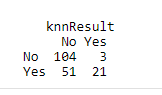 knnResult
No Yes
No 104 3
Yes 51 21